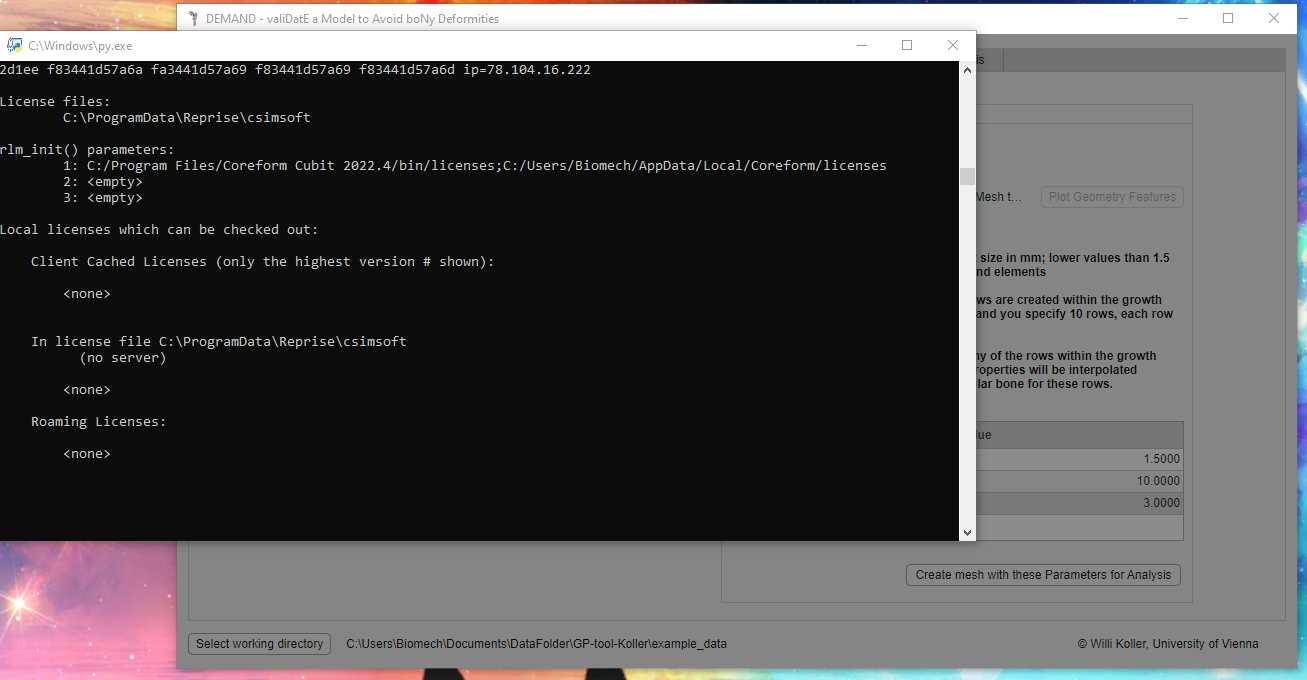 DEMAND - valiDatE a Model to Avoid boNy Deformities
C:\Windows\py.exe
2d1ee f83441d57a6a fa3441d57a69 f83441d57a69 f83441d57a6d ip=78.104.16.222
License files:
C:\ProgramData\Reprise\csimsoft
rlm_init() parameters:
1: C:/Program Files/Coreform Cubit 2022.4/bin/licenses;C:/Users/Biomech/AppData/Local/Coreform/licenses
2: <empty>
3: <empty>
Local licenses which can be checked out:
Client Cached Licenses (only the highest version # shown):
<none>
In license file C:\ProgramData\Reprise\csimsoft
(no server)
<none>
Roaming Licenses:
<none>
Mesh t...
Plot Geometry Features
size in mm; lower values than 1.5
nd elements
ws are created within the growth
and you specify 10 rows, each row
ny of the rows within the growth
roperties will be interpolated
lar bone for these rows.
lue
1.5000
10.0000
3.0000
Create mesh with these Parameters for Analysis
Select working directory
C:\Users\Biomech\Documents\DataFolder\GP-tool-Koller\example_data
© Willi Koller, University of Vienna